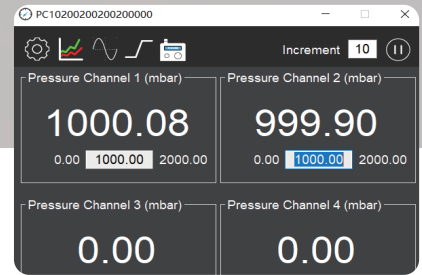 PC10200200200200000
Increment 10
Pressure Channel 1 (mbar)
1000.08
0.00 1000.00 2000.00
Pressure Channel 2 (mbar)
999.90
0.00 1000.00 2000.00
Pressure Channel 3 (mbar)
0.00
Pressure Channel 4 (mbar)
0.00